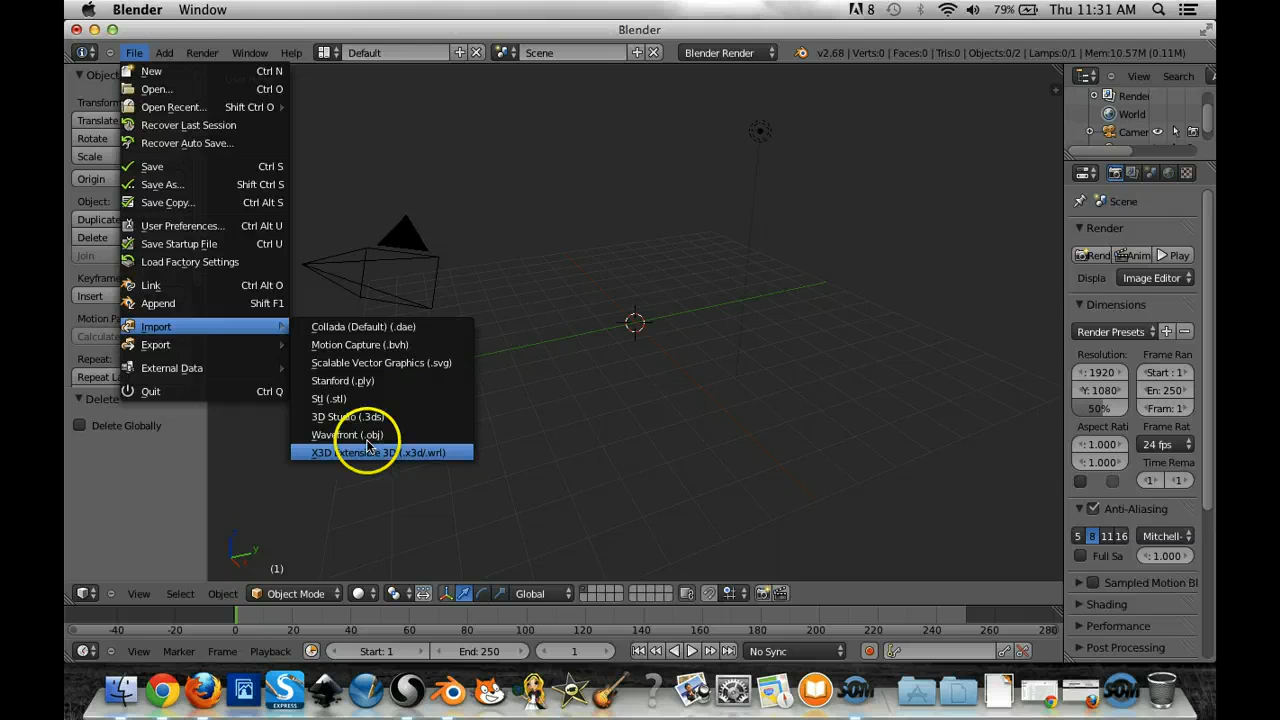 Blender Window 8 79% Thu 11:31 AM
Blender
File Add Render Window Help Default Scene Blender Render v2.68 | Verts:0 | Faces:0 | Tris:0 | Objects:0/2 | Lamps:0/1 | Mem:10.57M (0.11M)
New Ctrl N
Open... Ctrl O
Open Recent... Shift Ctrl O
Recover Last Session
Recover Auto Save...
Save Ctrl S
Save As... Shift Ctrl S
Save Copy... Ctrl Alt S
User Preferences... Ctrl Alt U
Save Startup File Ctrl U
Load Factory Settings
Link Ctrl Alt O
Append Shift F1
Import
Export
External Data
Quit Ctrl Q
Collada (Default) (.dae)
Motion Capture (.bvh)
Scalable Vector Graphics (.svg)
Stanford (.ply)
Stl (.stl)
3D Studio (.3ds)
Wavefront (.obj)
X3D Extensible 3D (.x3d/.wrl)
Object
Transform
Translate
Rotate
Scale
Origin
Object:
Duplicate
Delete
Join
Keyframe
Insert
Motion Pa
Calculate
Repeat:
Repeat La
Delete
Delete Globally
y
(1)
View Search
Render
World
Camer
Scene
Render
Rend Anim Play
Displa Image Editor
Dimensions
Render Presets
Resolution: Frame Ran
: 1920 Start : 1
Y: 1080 En: 250
50% Fram: 1
Aspect Rati Frame Rat
: 1.000 24 fps
: 1.000 Time Rema
1 1
Anti-Aliasing
5 8 11 16 Mitchell-
Full Sa : 1.000
Sampled Motion Bl
Shading
Performance
Post Processing
View Select Object Object Mode Global
-40 -20 0 20 40 60 80 100 120 140 160 180 200 220 240 260 280
View Marker Frame Playback Start: 1 End: 250 1 No Sync
EXPRESS